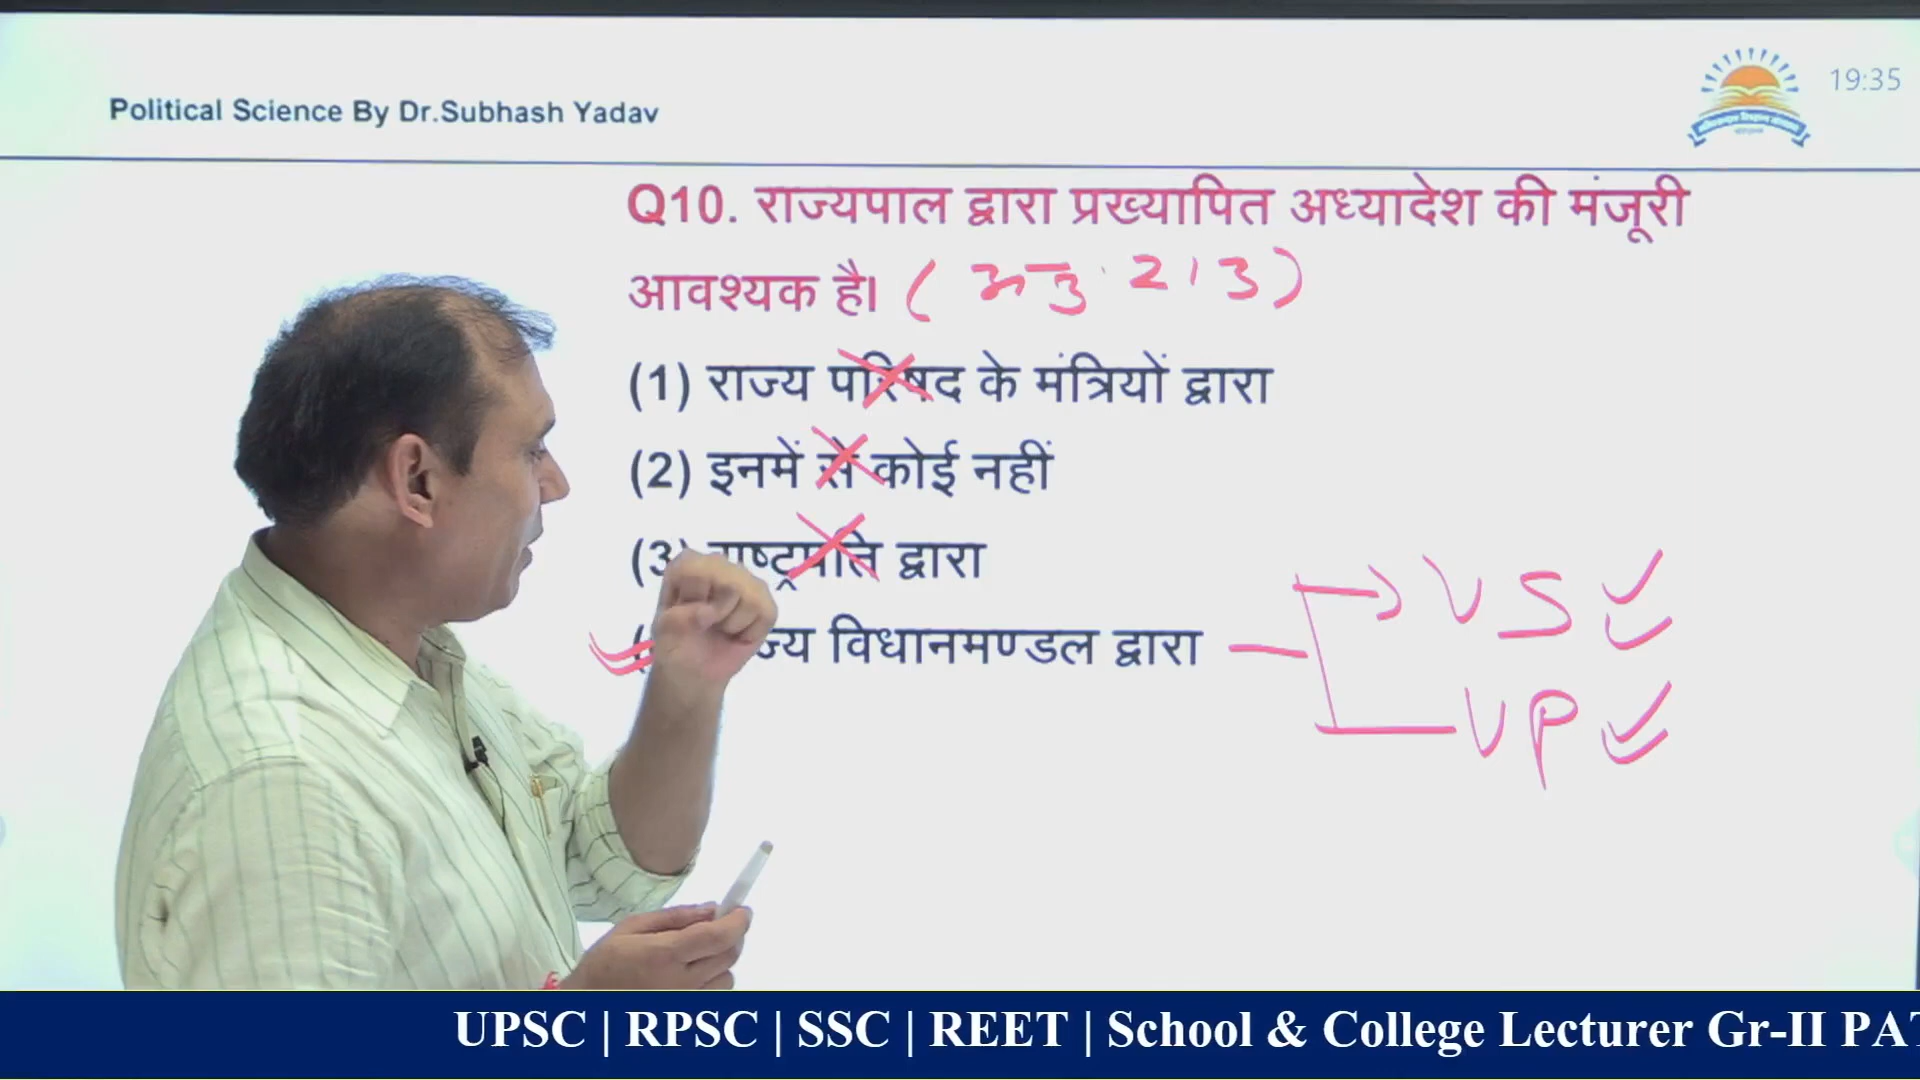 19:35
Political Science By Dr.Subhash Yadav
Q10. राज्यपाल द्वारा प्रख्यापित अध्यादेश की मंजूरी
आवश्यक है। (अनु. 213)
(1) राज्य परिषद के मंत्रियों द्वारा
(2) इनमें से कोई नहीं
(3) राष्ट्रपति द्वारा
विधानमण्डल द्वारा
VS
VP
UPSC | RPSC | SSC | REET | School & College Lecturer Gr-II PAT